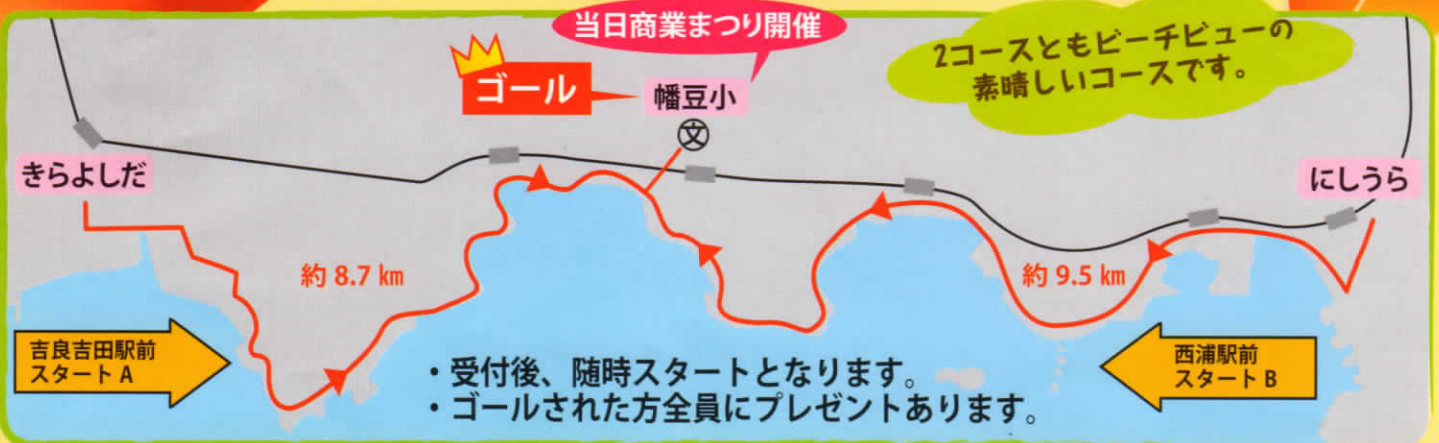 当日商業まつり開催
2コースともビーチビューの
素晴しいコースです。
ゴール
幡豆小
文
きらよしだ
にしうら
約 8.7 km
約 9.5 km
吉良吉田駅前
スタート A
西浦駅前
スタート B
・受付後、随時スタートとなります。
・ゴールされた方全員にプレゼントあります。